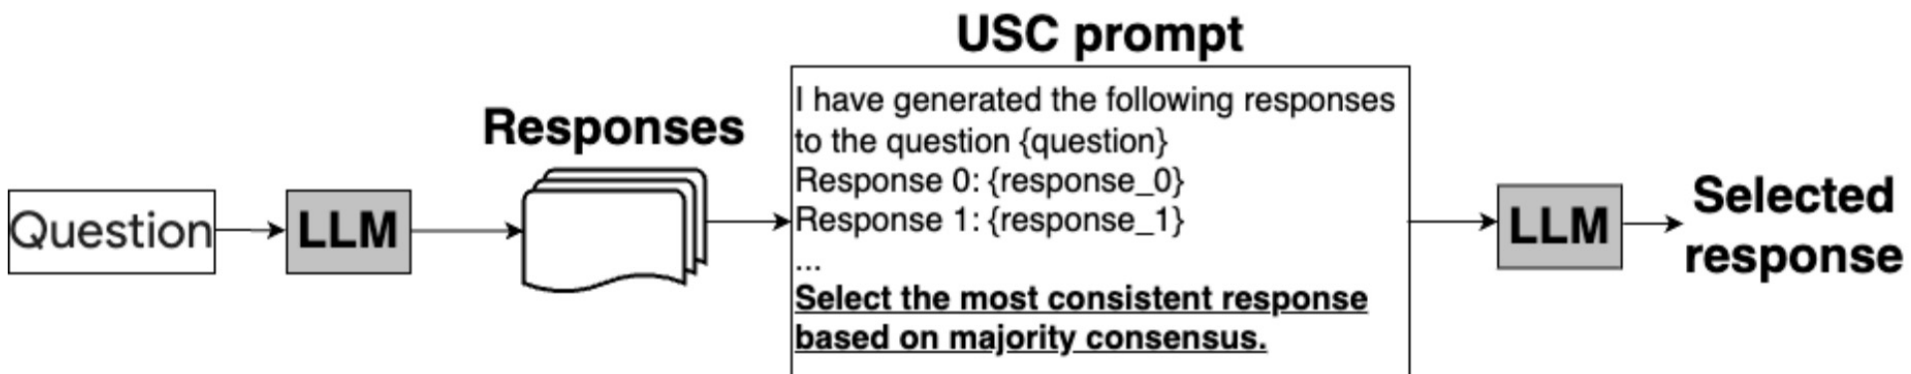 Question
LLM
Responses
USC prompt
I have generated the following responses
to the question {question}
Response 0: {response_0}
Response 1: {response_1}
...
Select the most consistent response
based on majority consensus.
LLM
Selected
response